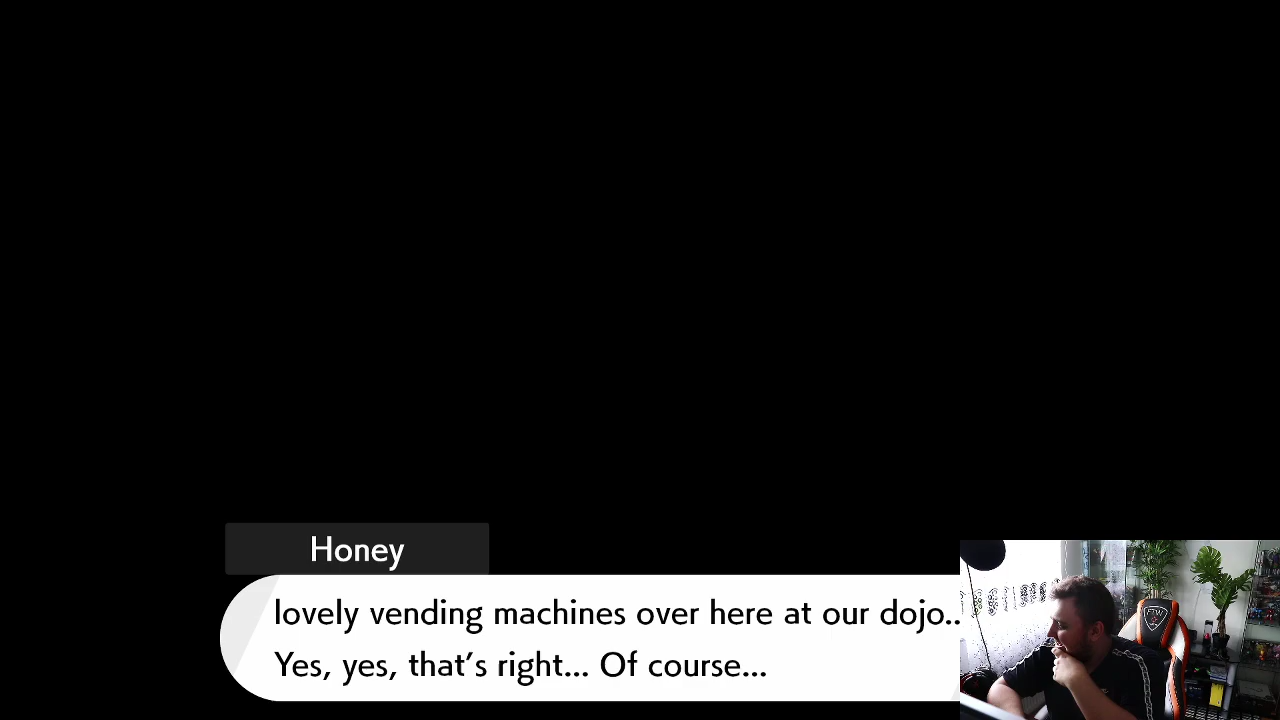 Honey
lovely vending machines over here at our dojo..
Yes, yes, that's right... Of course...